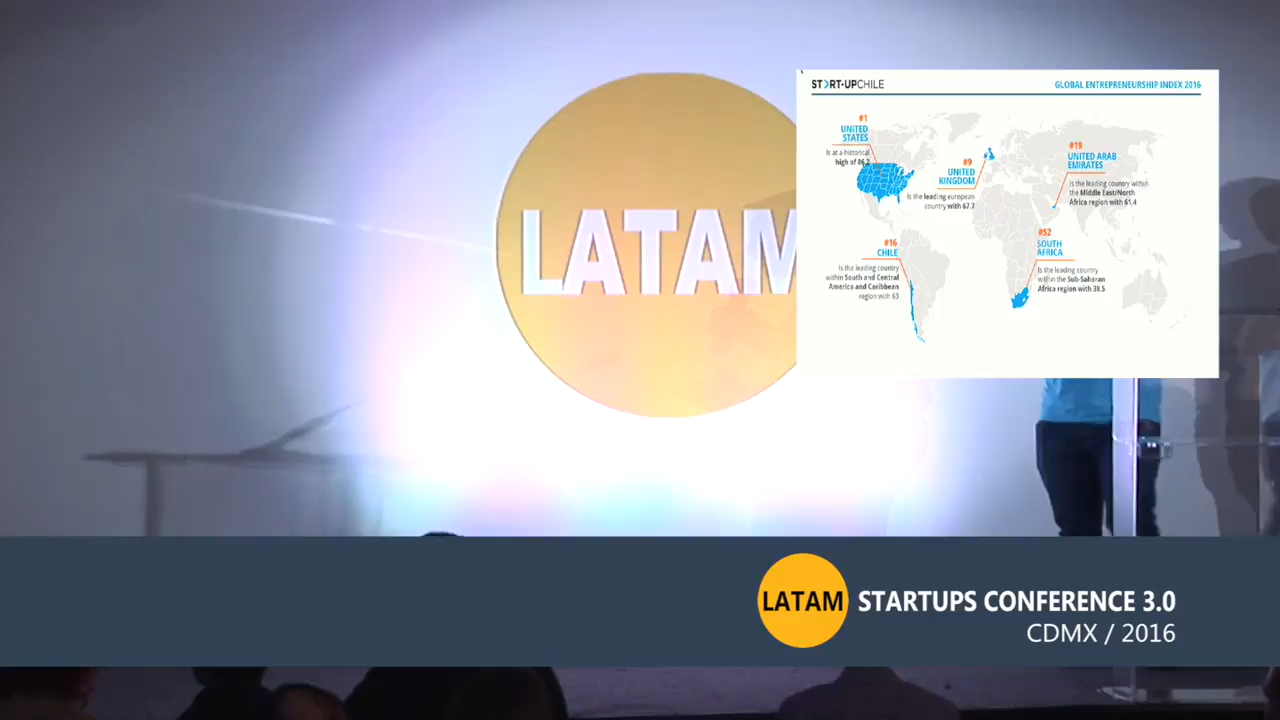 LATAM
START-UPCHILE
GLOBAL ENTREPRENEURSHIP INDEX 2016
#1
UNITED
STATES
Is at a historical
high of 86.2
#9
UNITED
KINGDOM
Is the leading european
country with 67.7
#19
UNITED ARAB
EMIRATES
Is the leading country within
the Middle East/North
Africa region with 61.4
#16
CHILE
Is the leading country
within South and Central
America and Caribbean
region with 63
#52
SOUTH
AFRICA
Is the leading country
within the Sub-Saharan
Africa region with 38.5
LATAM STARTUPS CONFERENCE 3.0
CDMX / 2016